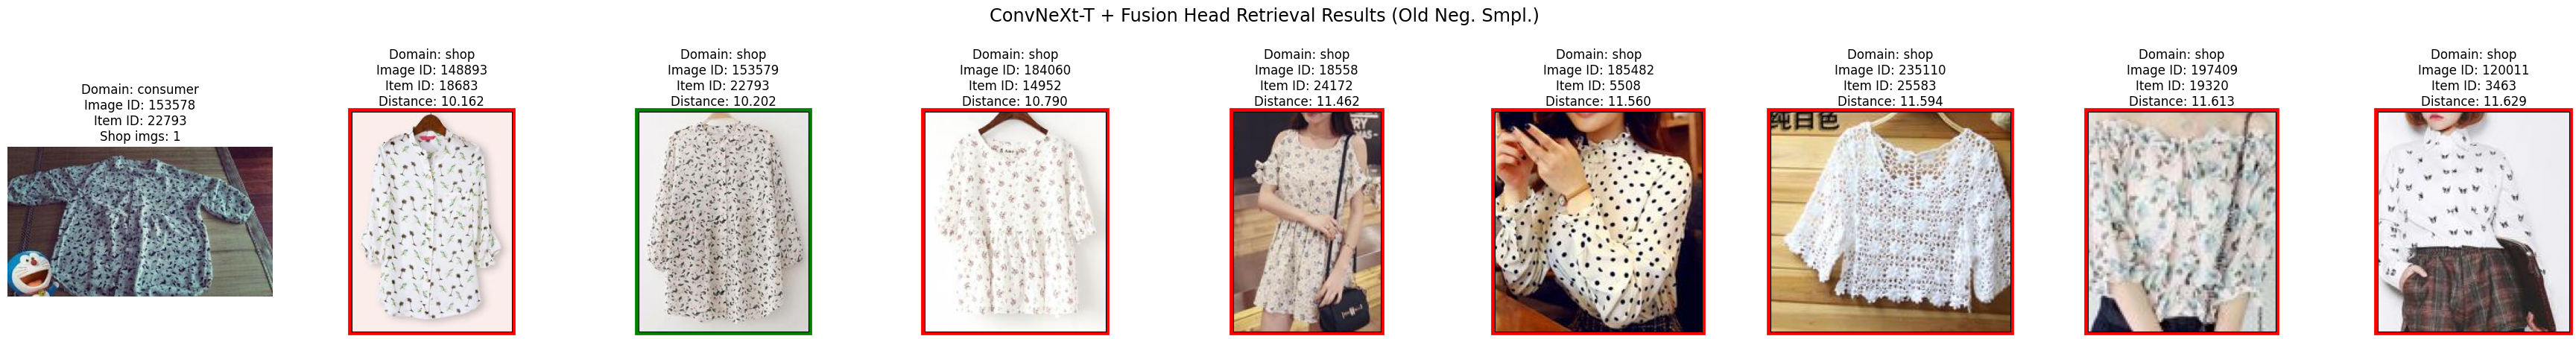 ConvNeXt-T + Fusion Head Retrieval Results (Old Neg. Smpl.)
Domain: consumer
Image ID: 153578
Item ID: 22793
Shop imgs: 1
Domain: shop
Image ID: 148893
Item ID: 18683
Distance: 10.162
Domain: shop
Image ID: 153579
Item ID: 22793
Distance: 10.202
Domain: shop
Image ID: 184060
Item ID: 14952
Distance: 10.790
Domain: shop
Image ID: 18558
Item ID: 24172
Distance: 11.462
Domain: shop
Image ID: 185482
Item ID: 5508
Distance: 11.560
Domain: shop
Image ID: 235110
Item ID: 25583
Distance: 11.594
纯白色
Domain: shop
Image ID: 197409
Item ID: 19320
Distance: 11.613
Domain: shop
Image ID: 120011
Item ID: 3463
Distance: 11.629